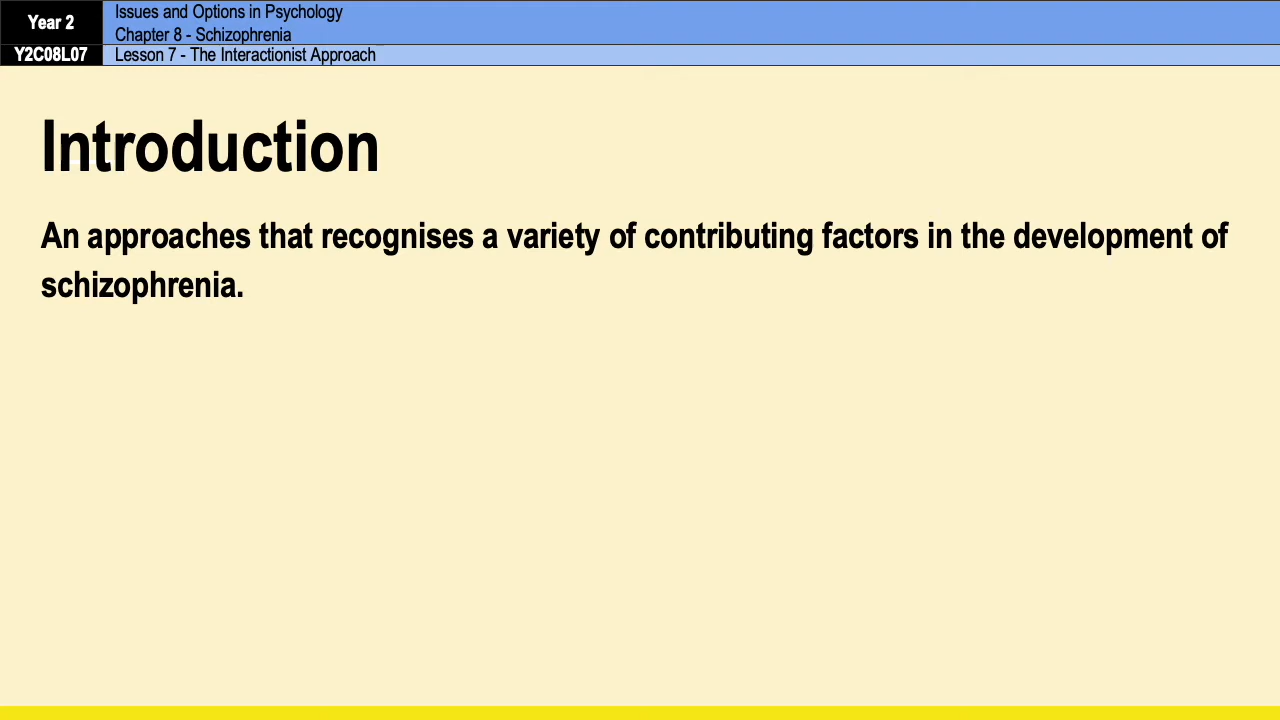 Year 2
Issues and Options in Psychology
Chapter 8 - Schizophrenia
Y2C08L07
Lesson 7 - The Interactionist Approach
Introduction
An approaches that recognises a variety of contributing factors in the development of
schizophrenia.